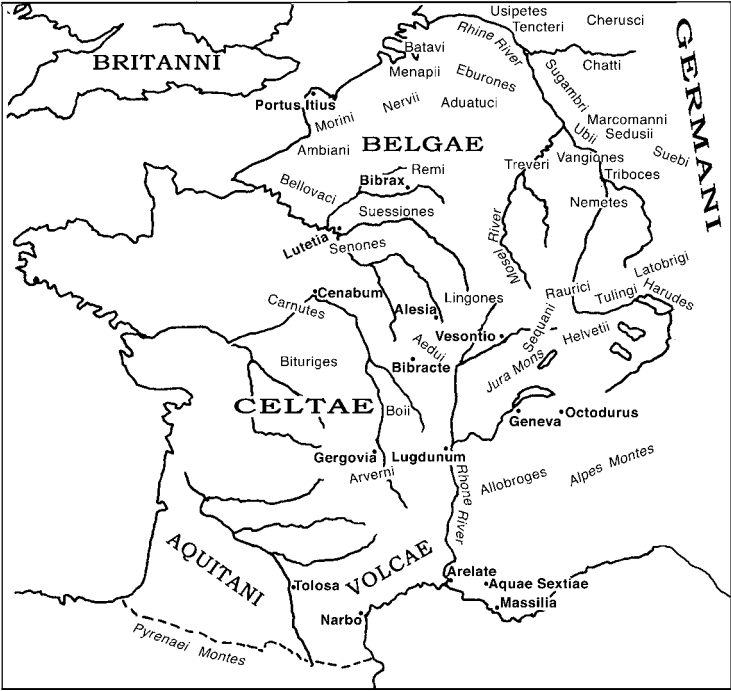 Usipetes
Tencteri
Cherusci
GERMANI
Rhine River
Batavi
BRITANNI
Chatti
Menapii
Eburones
Sugambri
Portus Itius
Nervii
Aduatuci
Morini
Marcomanni
Ubii
Sedusii
Ambiani
BELGAE
Suebi
Treveri
Vangiones
Remi
Triboces
Bibrax
Bellovaci
Nemetes
Suessiones
Mosel River
Lutetia
Senones
Latobrigi
Raurici
Tulingi
Harudes
Cenabum
Lingones
Carnutes
Alesia
Sequani
Helvetii
Vesontio
Aedui
Bituriges
Bibracte
Jura Mons
CELTAE
Boii
Geneva
Octodurus
Gergovia
Lugdunum
Arverni
Rhone River
Allobroges
Alpes Montes
AQUITANI
VOLCAE
Arelate
Tolosa
Aquae Sextiae
Massilia
Narbo
Pyrenaei Montes